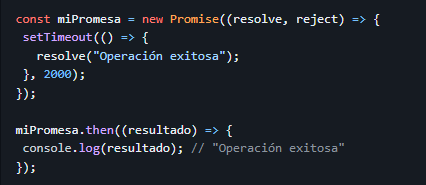 const miPromesa = new Promise((resolve, reject) => {
 setTimeout(() => {
   resolve("Operación exitosa");
 }, 2000);
});

miPromesa.then((resultado) => {
 console.log(resultado); // "Operación exitosa"
});